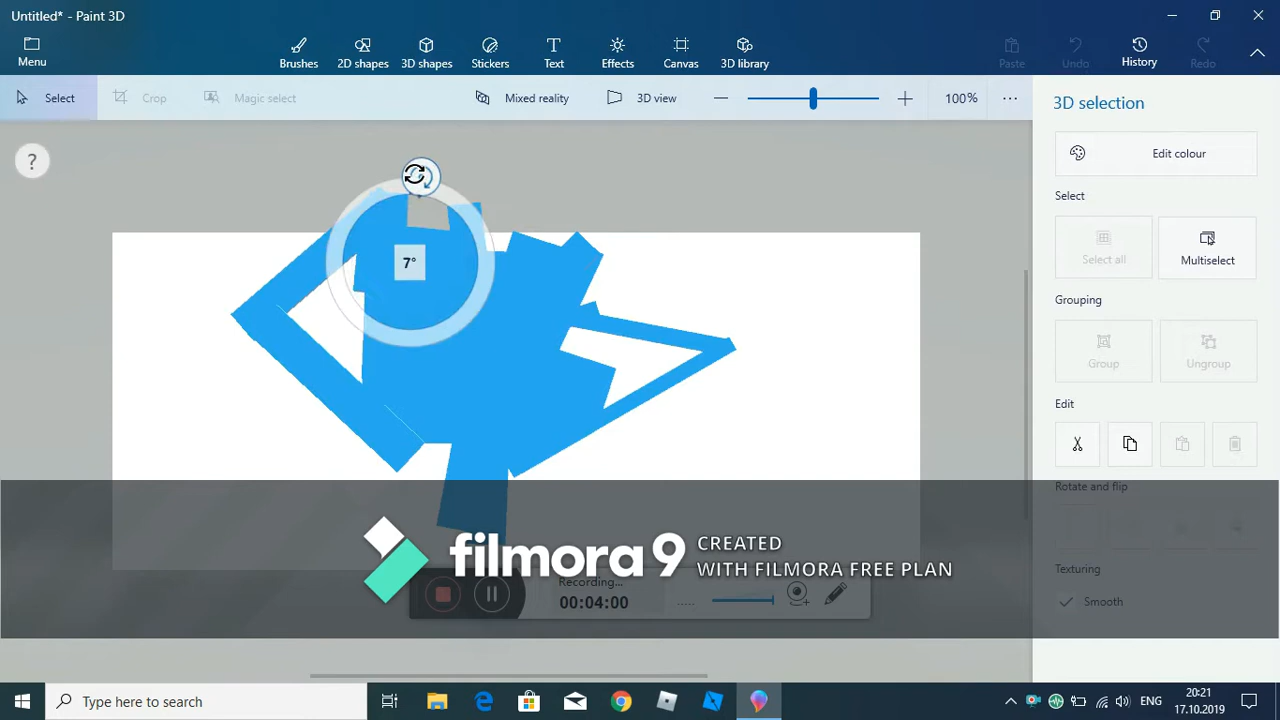 Untitled* - Paint 3D
Menu
Brushes
2D shapes
3D shapes
Stickers
Text
Effects
Canvas
3D library
Paste
Undo
History
Redo
Select
Crop
Magic select
Mixed reality
3D view
100%
?
7°
3D selection
Edit colour
Select
Select all
Multiselect
Grouping
Group
Ungroup
Edit
Rotate and flip
Texturing
Smooth
filmora 9
CREATED
WITH FILMORA FREE PLAN
Recording...
00:04:00
Type here to search
ENG
20:21
17.10.2019